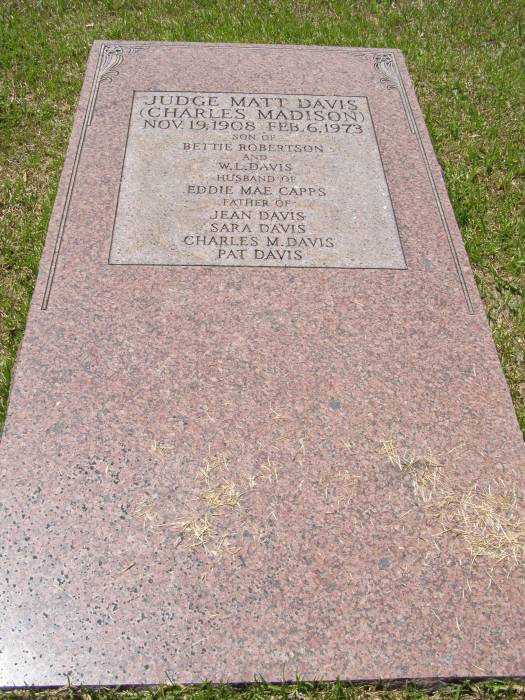 JUDGE MATT DAVIS
(CHARLES MADISON)
NOV. 19, 1908 FEB. 6, 1973
SON OF
BETTIE ROBERTSON
AND
W. L. DAVIS
HUSBAND OF
EDDIE MAE CAPPS
FATHER OF
JEAN DAVIS
SARA DAVIS
CHARLES M. DAVIS
PAT DAVIS